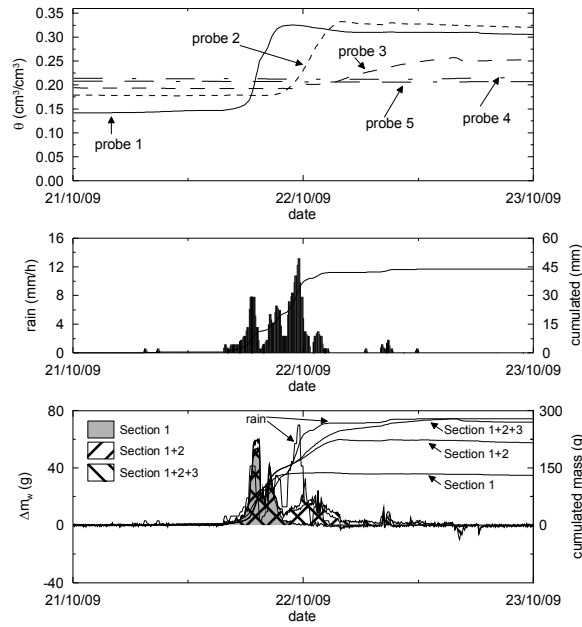 0.35
0.30
0.25
0.20
0.15
0.10
0.05
0.00
θ (cm³/cm³)
probe 2
probe 3
probe 1
probe 5
probe 4
21/10/09 22/10/09 23/10/09
date
16
12
8
4
0
rain (mm/h)
60
45
30
15
0
cumulated (mm)
21/10/09 22/10/09 23/10/09
date
80
40
0
-40
Δm_w (g)
Section 1
Section 1+2
Section 1+2+3
rain
Section 1+2+3
Section 1+2
Section 1
300
200
100
0
cumulated mass (g)
21/10/09 22/10/09 23/10/09
date